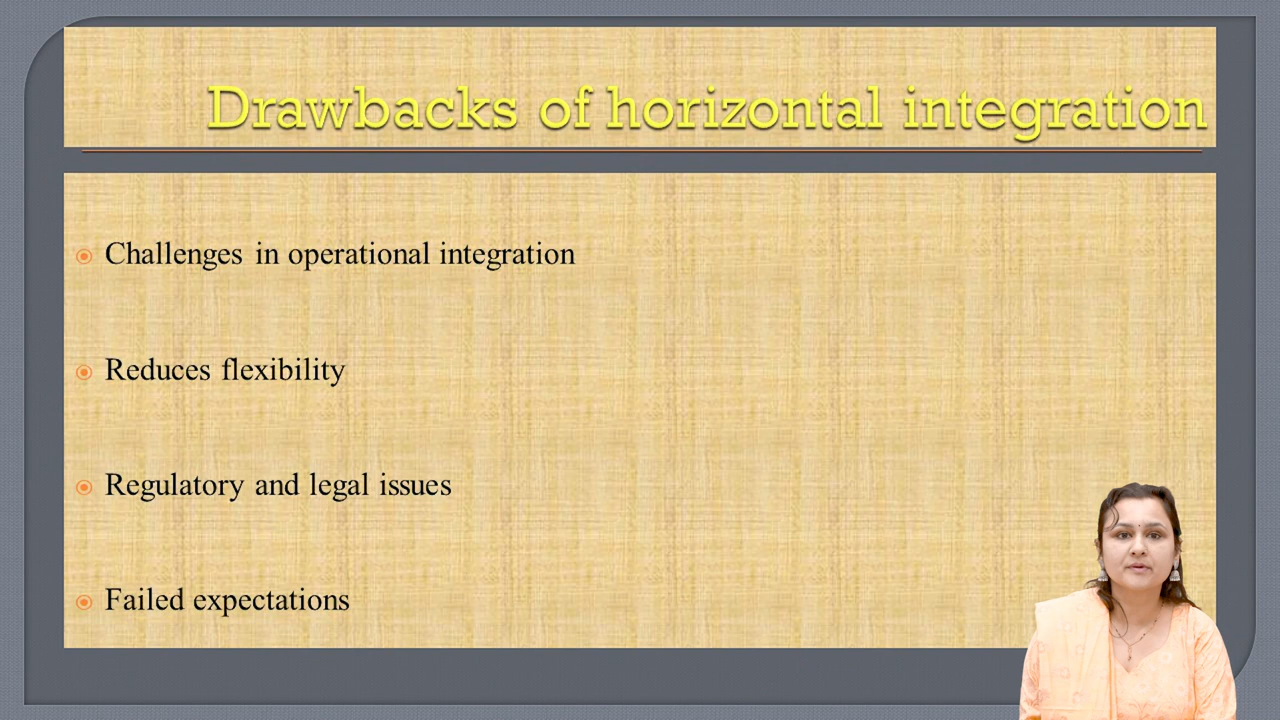 Drawbacks of horizontal integration
Challenges in operational integration
Reduces flexibility
Regulatory and legal issues
Failed expectations